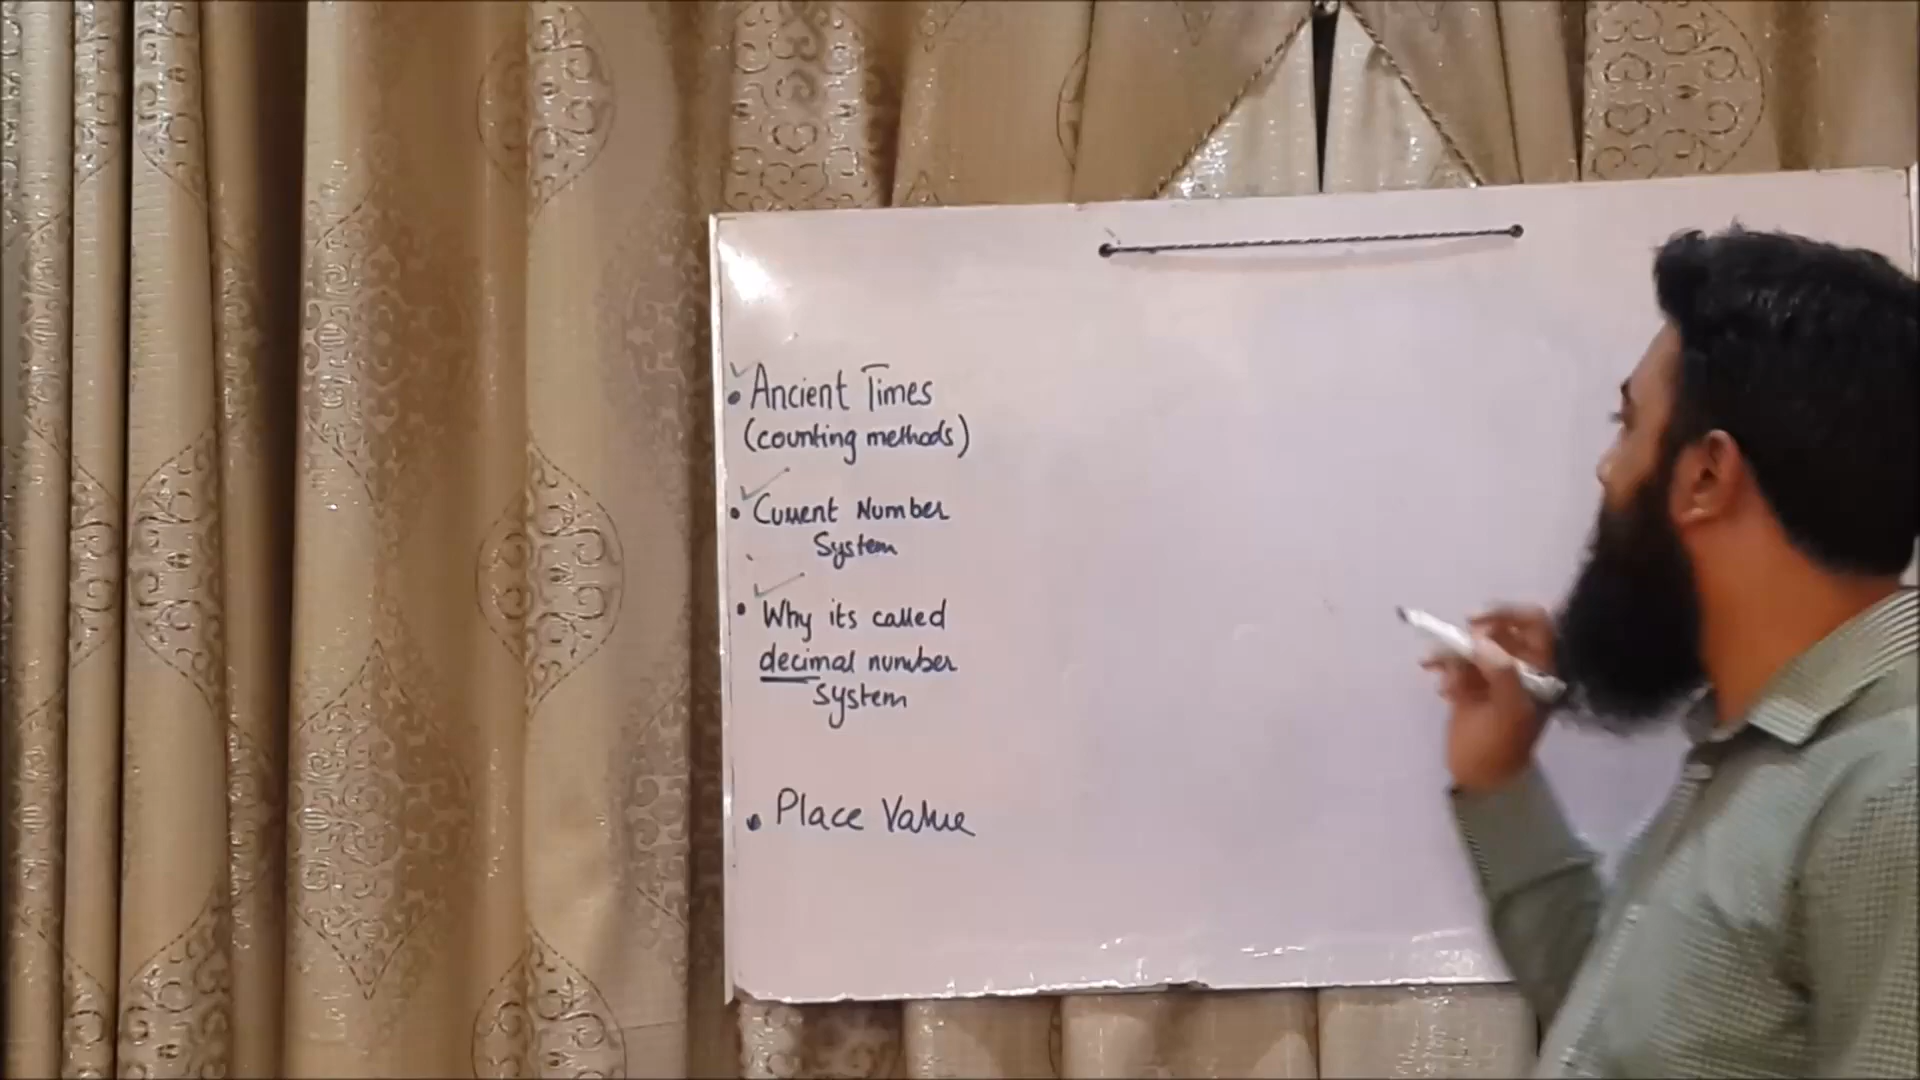 • Ancient Times
(counting methods)
• Current Number
System
• Why its called
decimal number
system
• Place Value